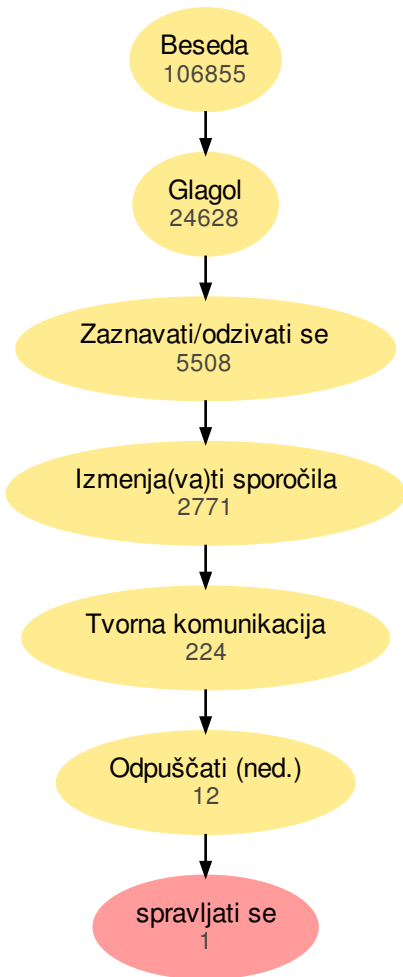 Beseda
106855
Glagol
24628
Zaznavati/odzivati se
5508
Izmenja(va)ti sporočila
2771
Tvorna komunikacija
224
Odpuščati (ned.)
12
spravljati se
1